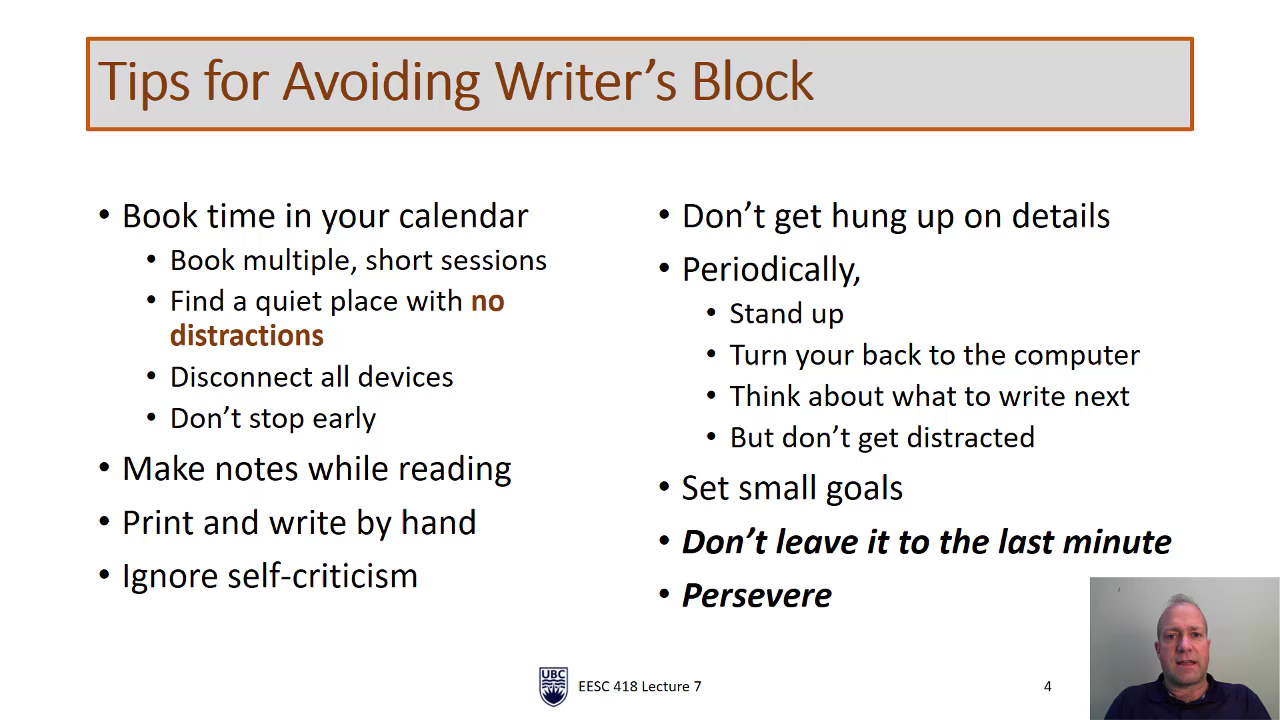 Tips for Avoiding Writer’s Block
• Book time in your calendar
• Book multiple, short sessions
• Find a quiet place with no
distractions
• Disconnect all devices
• Don’t stop early
• Make notes while reading
• Print and write by hand
• Ignore self-criticism
• Don’t get hung up on details
• Periodically,
• Stand up
• Turn your back to the computer
• Think about what to write next
• But don’t get distracted
• Set small goals
• Don’t leave it to the last minute
• Persevere
UBC
EESC 418 Lecture 7
4